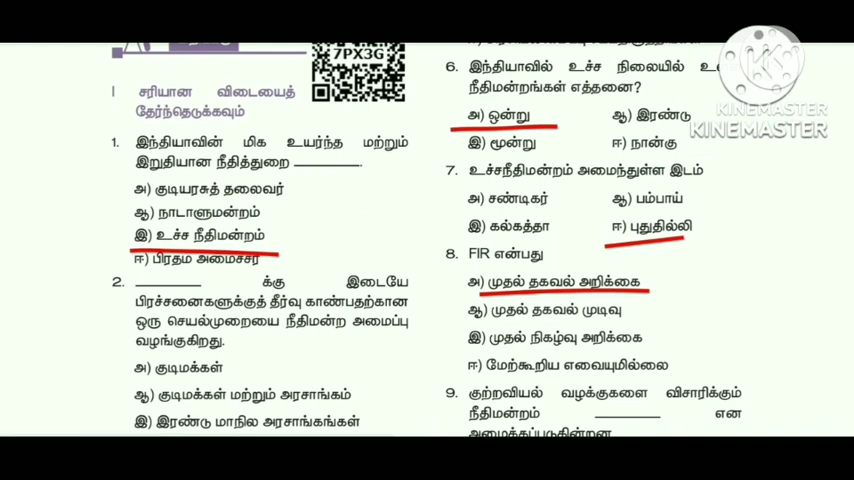 7PX3G
I சரியான விடையைத்
தேர்ந்தெடுக்கவும்
1. இந்தியாவின் மிக உயர்ந்த மற்றும்
இறுதியான நீதித்துறை ________.
அ) குடியரசுத் தலைவர்
ஆ) நாடாளுமன்றம்
இ) உச்ச நீதிமன்றம்
ஈ) பிரதம அமைச்சர்
2. ________ க்கு இடையே
பிரச்சனைகளுக்குத் தீர்வு காண்பதற்கான
ஒரு செயல்முறையை நீதிமன்ற அமைப்பு
வழங்குகிறது.
அ) குடிமக்கள்
ஆ) குடிமக்கள் மற்றும் அரசாங்கம்
இ) இரண்டு மாநில அரசாங்கங்கள்
6. இந்தியாவில் உச்ச நிலையில்
நீதிமன்றங்கள் எத்தனை?
அ) ஒன்று ஆ) இரண்டு
இ) மூன்று ஈ) நான்கு
7. உச்சநீதிமன்றம் அமைந்துள்ள இடம்
அ) சண்டிகர் ஆ) பம்பாய்
இ) கல்கத்தா ஈ) புதுதில்லி
8. FIR என்பது
அ) முதல் தகவல் அறிக்கை
ஆ) முதல் தகவல் முடிவு
இ) முதல் நிகழ்வு அறிக்கை
ஈ) மேற்கூறிய எவையுமில்லை
9. குற்றவியல் வழக்குகளை விசாரிக்கும்
நீதிமன்றம் ________ என
அழைக்கப்படுகின்றன
KINEMASTER
KINEMASTER